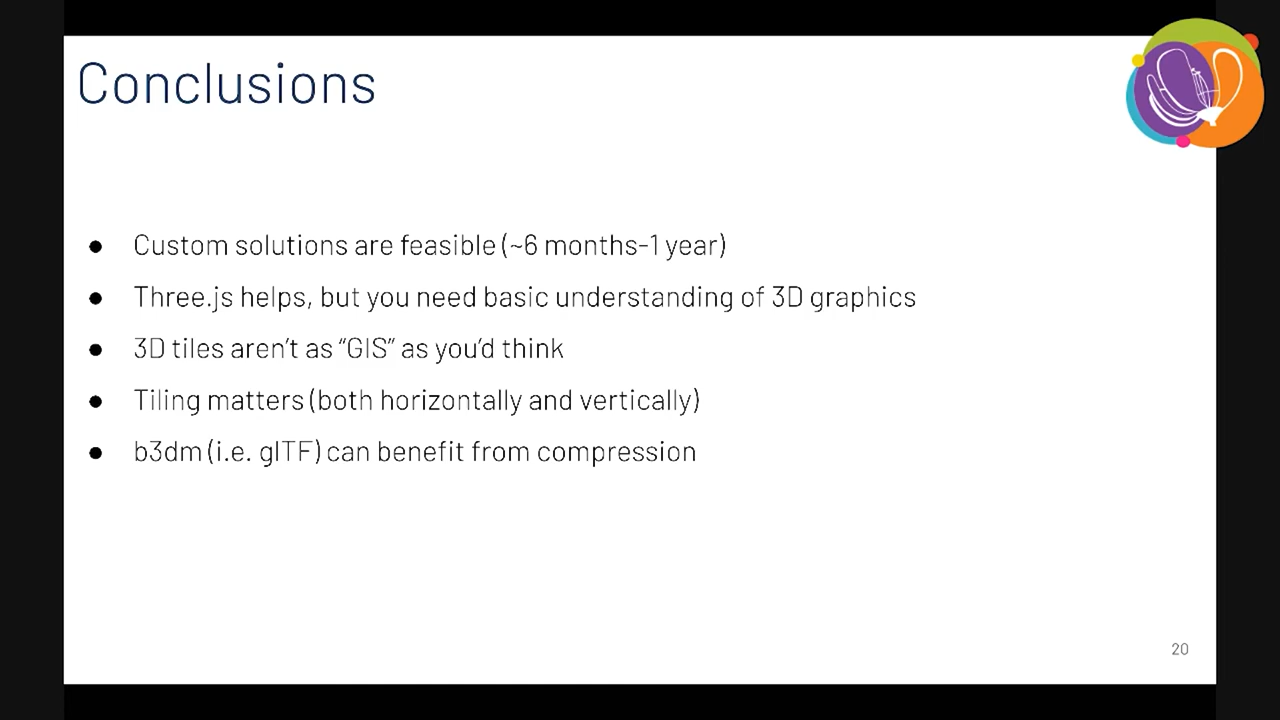 Conclusions
● Custom solutions are feasible (~6 months-1 year)
● Three.js helps, but you need basic understanding of 3D graphics
● 3D tiles aren't as “GIS” as you'd think
● Tiling matters (both horizontally and vertically)
● b3dm (i.e. glTF) can benefit from compression
20